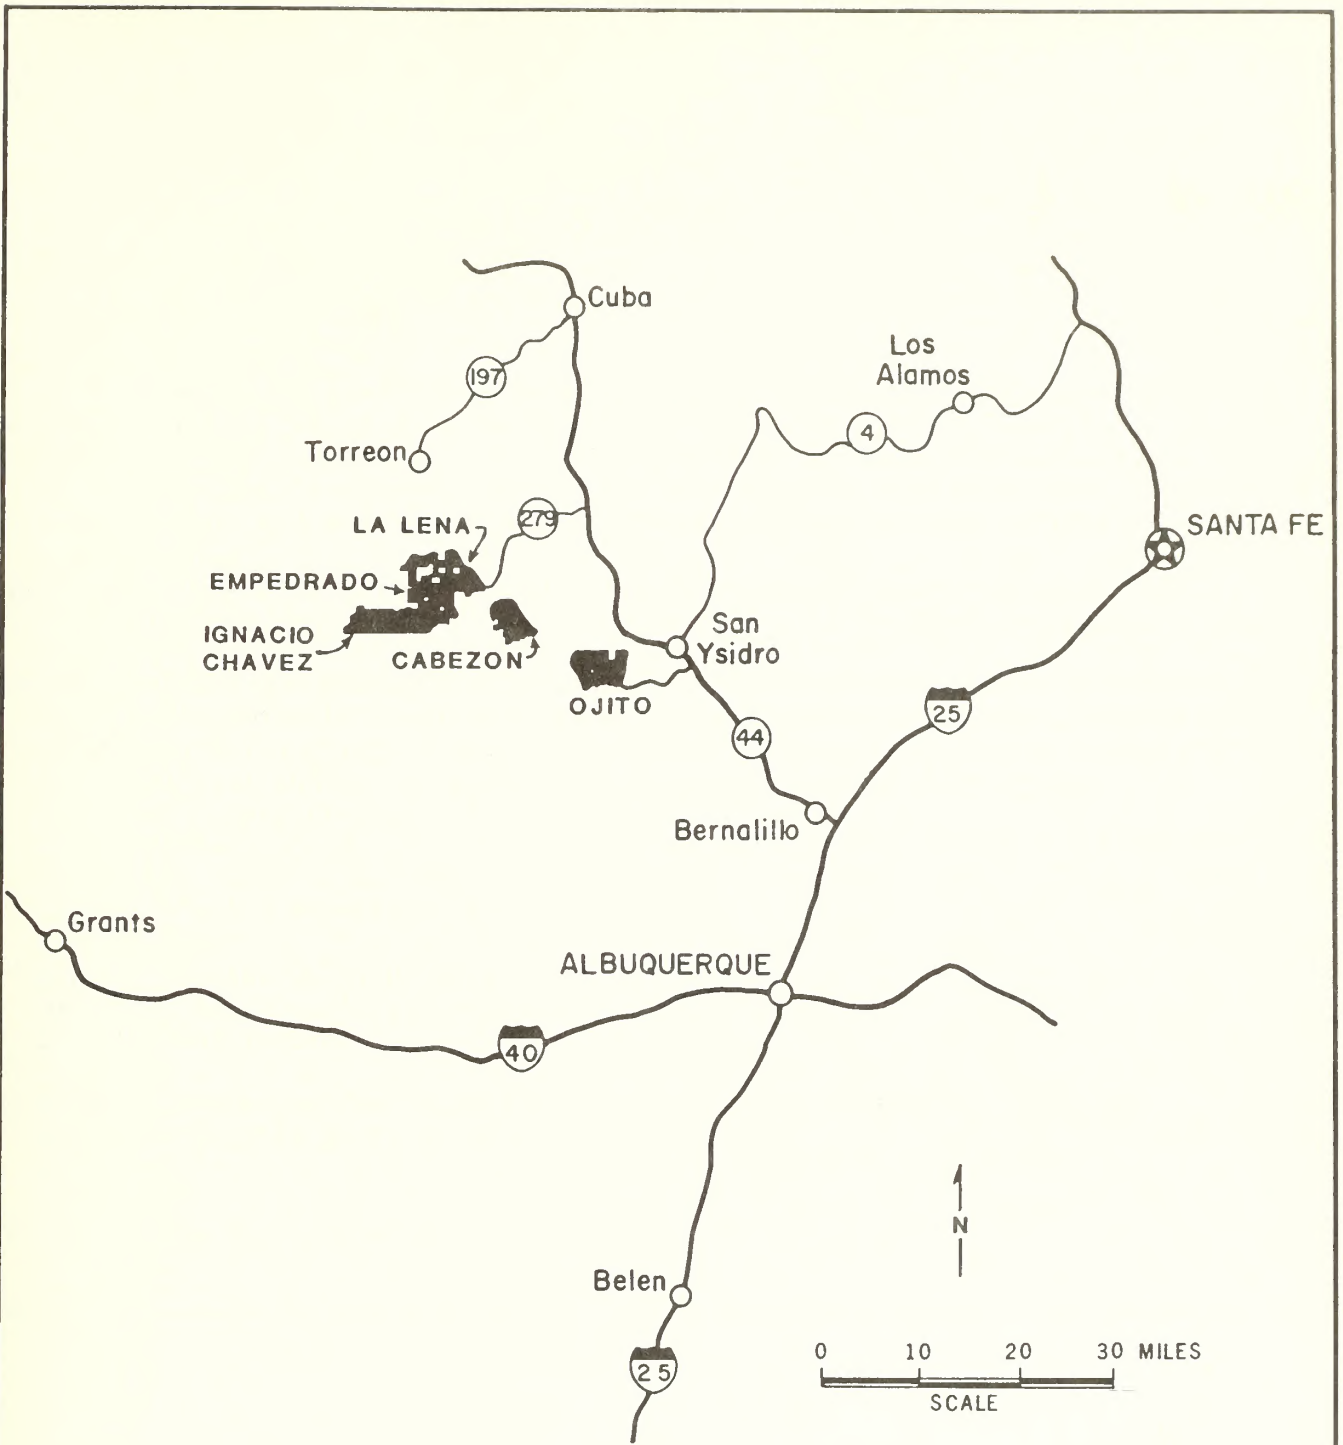 Cuba
197
Los
Alamos
4
Torreon
279
LA LENA
SANTA FE
EMPEDRADO
IGNACIO
CHAVEZ
CABEZON
San
Ysidro
OJITO
25
44
Bernalillo
Grants
ALBUQUERQUE
40
N
Belen
25
0 10 20 30 MILES
SCALE